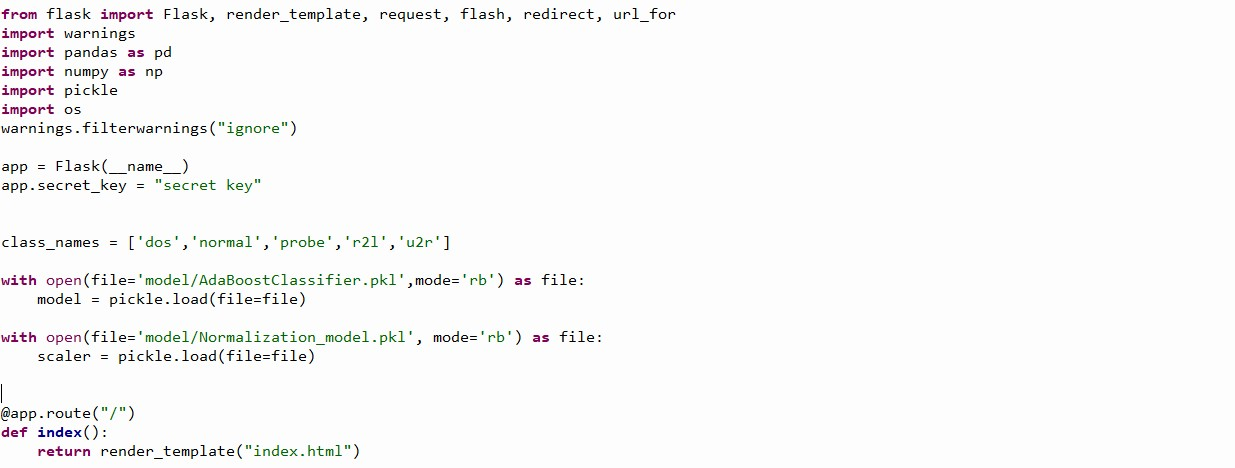 from flask import Flask, render_template, request, flash, redirect, url_for
import warnings
import pandas as pd
import numpy as np
import pickle
import os
warnings.filterwarnings("ignore")
app = Flask(__name__)
app.secret_key = "secret key"
class_names = ['dos','normal','probe','r2l','u2r']
with open(file='model/AdaBoostClassifier.pkl',mode='rb') as file:
    model = pickle.load(file=file)
with open(file='model/Normalization_model.pkl', mode='rb') as file:
    scaler = pickle.load(file=file)
@app.route("/")
def index():
    return render_template("index.html")